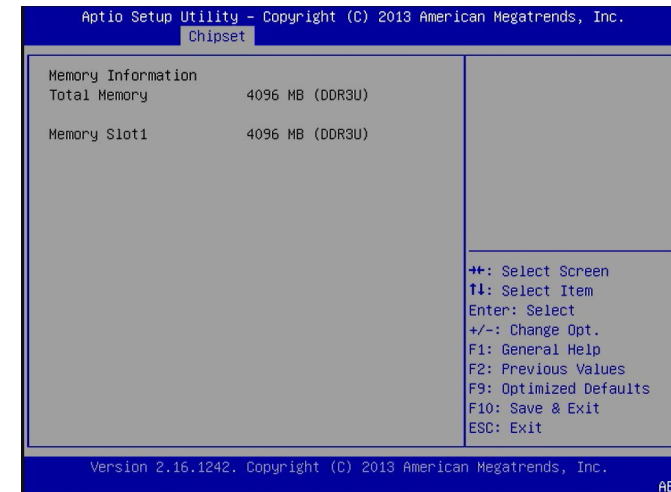 Aptio Setup Utility - Copyright (C) 2013 American Megatrends, Inc.
Chipset
Memory Information
Total Memory 4096 MB (DDR3U)
Memory Slot1 4096 MB (DDR3U)
→←: Select Screen
↑↓: Select Item
Enter: Select
+/-: Change Opt.
F1: General Help
F2: Previous Values
F9: Optimized Defaults
F10: Save & Exit
ESC: Exit
Version 2.16.1242. Copyright (C) 2013 American Megatrends, Inc.